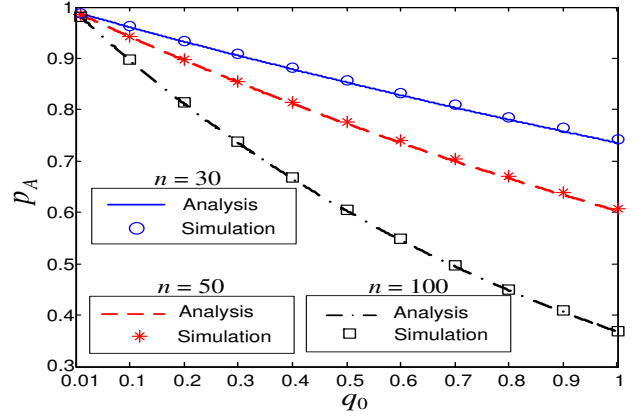 1
0.9
0.8
0.7
0.6
0.5
0.4
0.3
p_A
n = 30
Analysis
Simulation
n = 50
Analysis
Simulation
n = 100
Analysis
Simulation
0.01 0.1 0.2 0.3 0.4 0.5 0.6 0.7 0.8 0.9 1
q_0